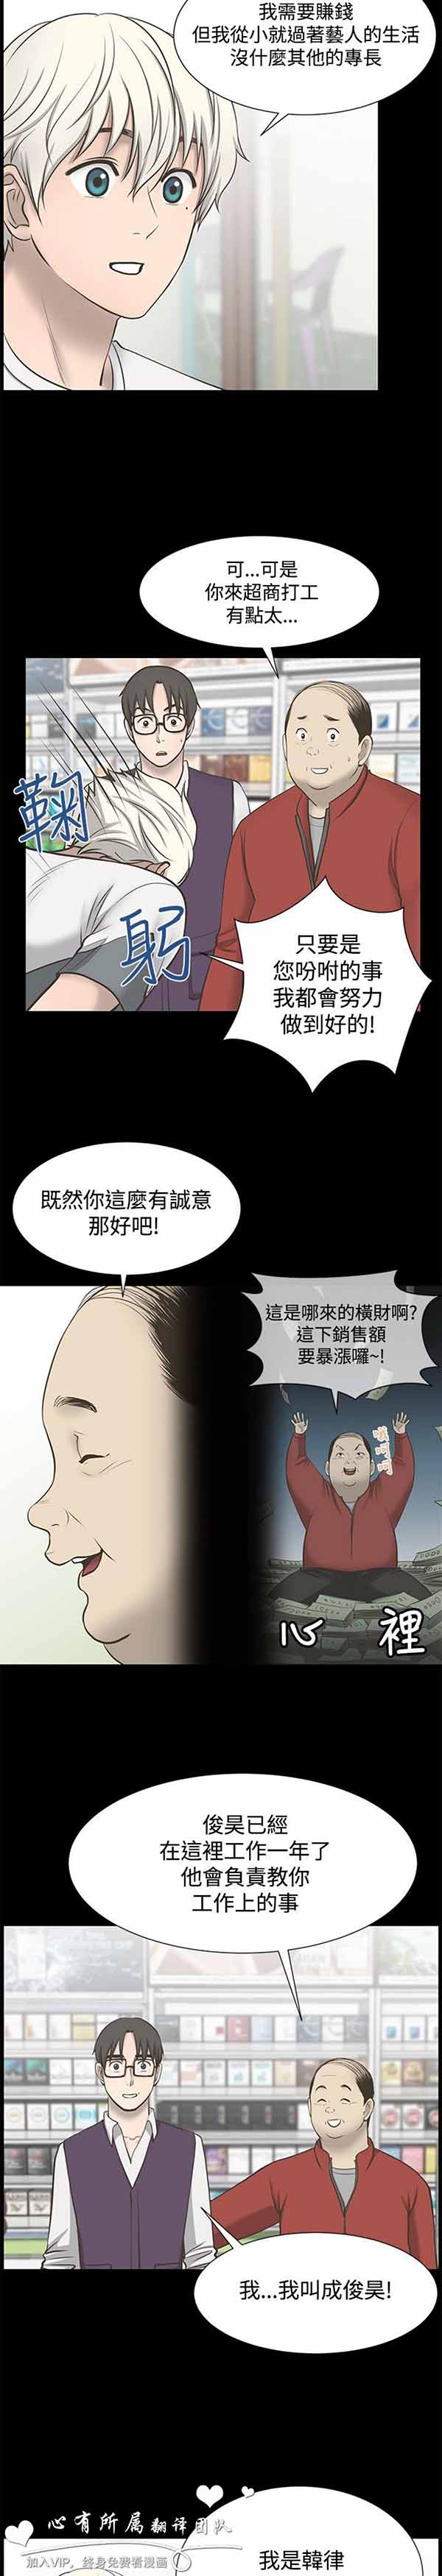 我需要賺錢
但我從小就過著藝人的生活
沒什麼其他的專長
可...可是
你來超商打工
有點太...
鞠
躬
只要是
您吩咐的事
我都會努力
做到好的!
既然你這麼有誠意
那好吧!
這是哪來的橫財啊?
這下銷售額
要暴漲囉~!
呵呵呵
心裡
俊昊已經
在這裡工作一年了
他會負責教你
工作上的事
我...我叫成俊昊!
心有所属翻译团队
加入VIP，终身免费看漫画
我是韓律